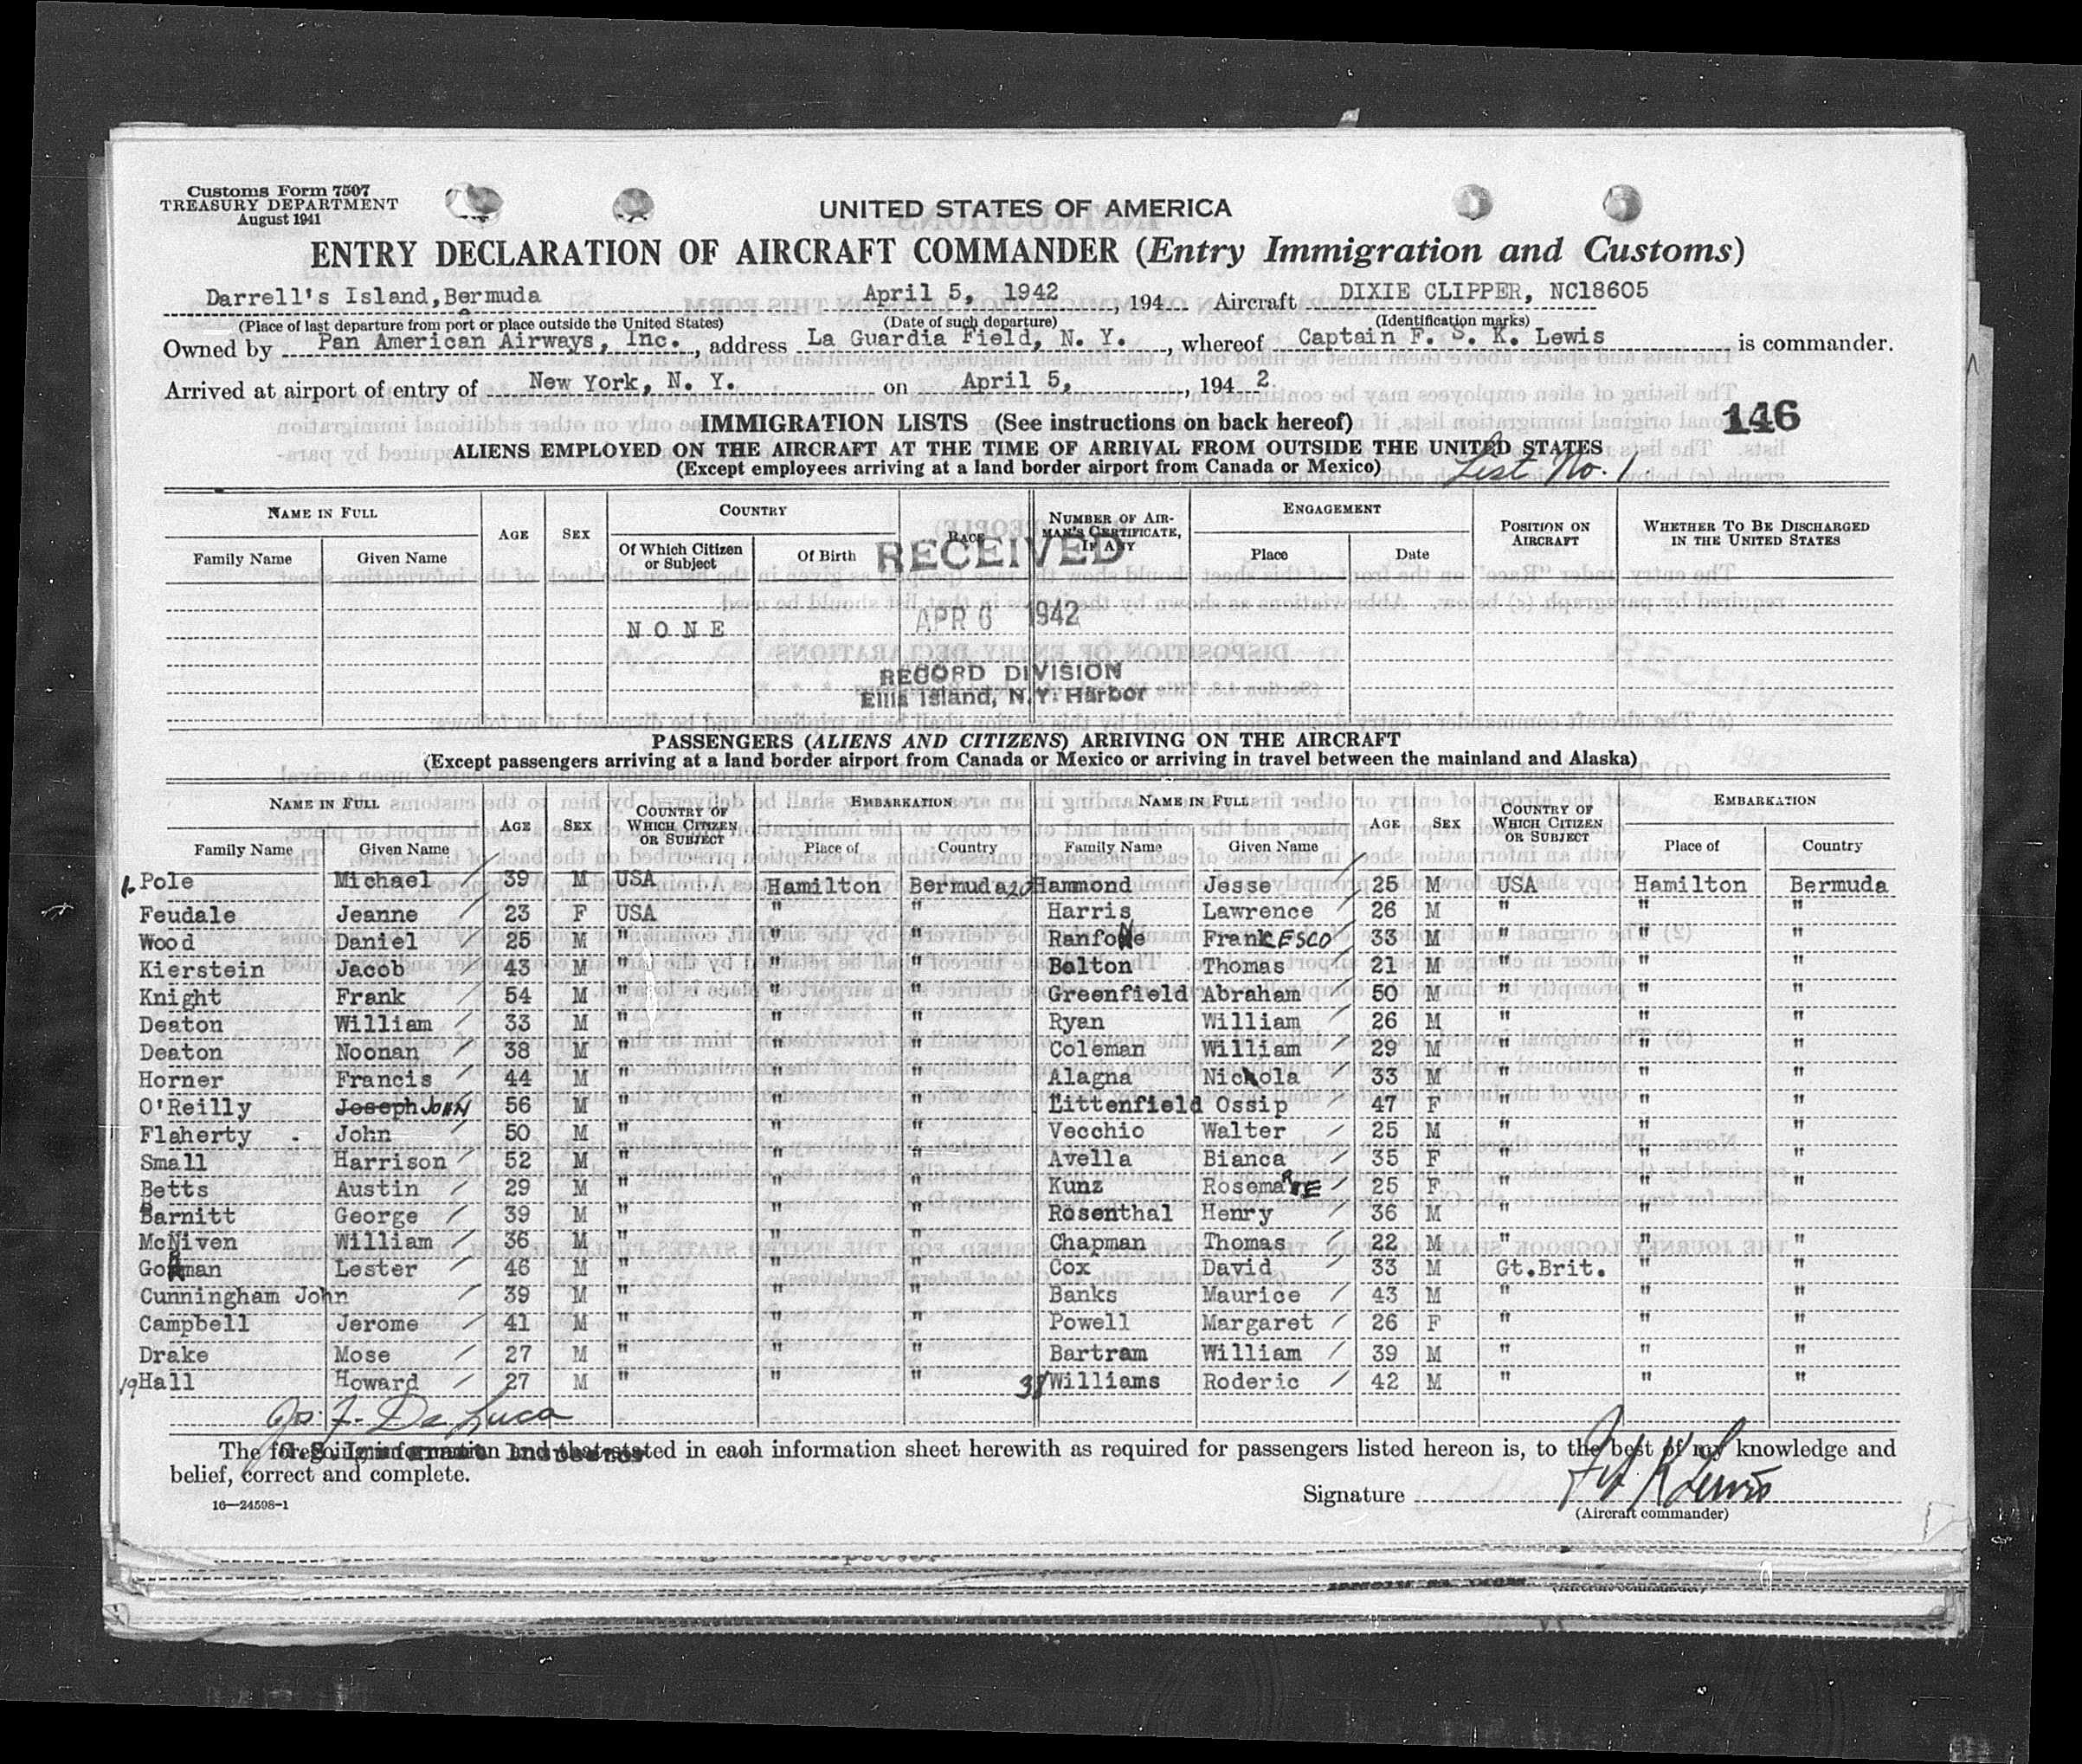 Customs Form 7507
TREASURY DEPARTMENT
August 1941
UNITED STATES OF AMERICA
ENTRY DECLARATION OF AIRCRAFT COMMANDER (Entry Immigration and Customs)
Darrell's Island, Bermuda April 5, 1942, 194 Aircraft DIXIE CLIPPER, NC18605
(Place of last departure from port or place outside the United States) (Date of such departure) (Identification marks)
Owned by Pan American Airways, Inc., address La Guardia Field, N. Y., whereof Captain F. S. K. Lewis is commander.
Arrived at airport of entry of New York, N. Y. on April 5, , 194 2
IMMIGRATION LISTS (See instructions on back hereof) 146
ALIENS EMPLOYED ON THE AIRCRAFT AT THE TIME OF ARRIVAL FROM OUTSIDE THE UNITED STATES
(Except employees arriving at a land border airport from Canada or Mexico) List No. 1.
NAME IN FULL AGE SEX COUNTRY RACE NUMBER OF AIRMAN'S CERTIFICATE, IF ANY ENGAGEMENT POSITION ON AIRCRAFT WHETHER TO BE DISCHARGED IN THE UNITED STATES
Family Name Given Name Of Which Citizen or Subject Of Birth Place Date
RECEIVED
APR 6 1942
NONE
RECORD DIVISION
Ellis Island, N.Y. Harbor
PASSENGERS (ALIENS AND CITIZENS) ARRIVING ON THE AIRCRAFT
(Except passengers arriving at a land border airport from Canada or Mexico or arriving in travel between the mainland and Alaska)
NAME IN FULL AGE SEX COUNTRY OF WHICH CITIZEN OR SUBJECT EMBARKATION NAME IN FULL AGE SEX COUNTRY OF WHICH CITIZEN OR SUBJECT EMBARKATION
Family Name Given Name Place of Country Family Name Given Name Place of Country
1. Pole Michael 39 M USA Hamilton Bermuda 20 Hammond Jesse 25 M USA Hamilton Bermuda
Feudale Jeanne 23 F USA " " Harris Lawrence 26 M " " "
Wood Daniel 25 M " " " Ranfone FranCESCO 33 M " " "
Kierstein Jacob 43 M " " " Bolton Thomas 21 M " " "
Knight Frank 54 M " " " Greenfield Abraham 50 M " " "
Deaton William 33 M " " " Ryan William 26 M " " "
Deaton Noonan 38 M " " " Coleman William 29 M " " "
Horner Francis 44 M " " " Alagna Nickola 33 M " " "
O'Reilly Joseph JOHN 56 M " " " Littenfield Ossip 47 F " " "
Flaherty John 50 M " " " Vecchio Walter 25 M " " "
Small Harrison 52 M " " " Avella Bianca 35 F " " "
Betts Austin 29 M " " " Kunz RosemaRIE 25 F " " "
Barnitt George 39 M " " " Rosenthal Henry 36 M " "
McNiven William 36 M " " " Chapman Thomas 22 M " " "
GoRman Lester 46 M " " " Cox David 33 M Gt.Brit. " "
Cunningham John 39 M " " " Banks Maurice 43 M " " "
Campbell Jerome 41 M " " " Powell Margaret 26 F " " "
Drake Mose 27 M " " " Bartram William 39 M " " "
19 Hall Howard 27 M " " " 38 Williams Roderic 42 M " " "
Jos. F. De Luca
The foregoing information and that stated in each information sheet herewith as required for passengers listed hereon is, to the best of my knowledge and
belief, correct and complete.
16—24598-1
Signature F S K Lewis
(Aircraft commander)